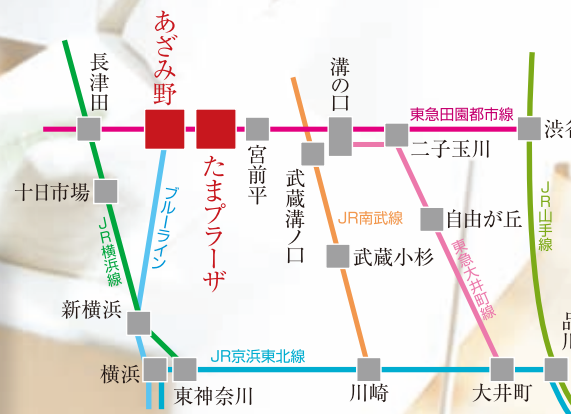 あざみ野
長津田
溝の口
東急田園都市線
渋谷
二子玉川
宮前平
たまプラーザ
武蔵溝ノ口
十日市場
ブルーライン
JR横浜線
JR南武線
自由が丘
JR山手線
武蔵小杉
東急大井町線
新横浜
品川
JR京浜東北線
横浜
東神奈川
川崎
大井町